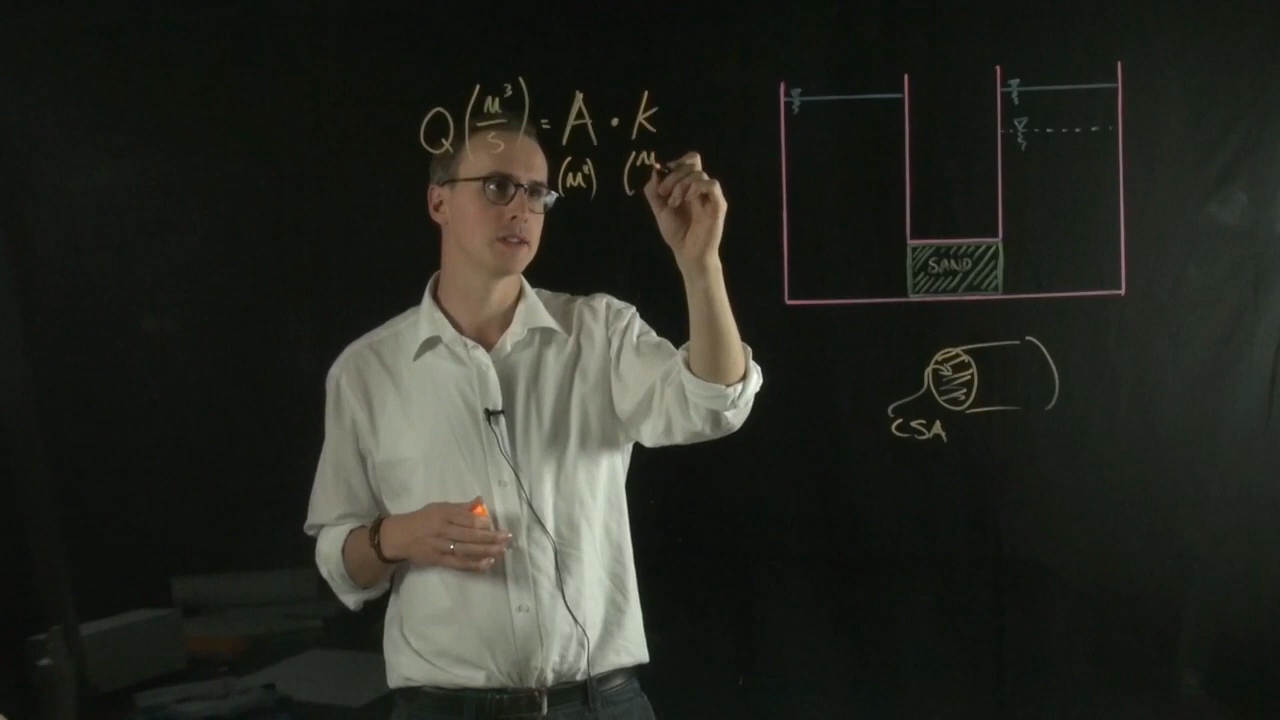 Q (m³/s) = A · K
(m²) (m
SAND
CSA